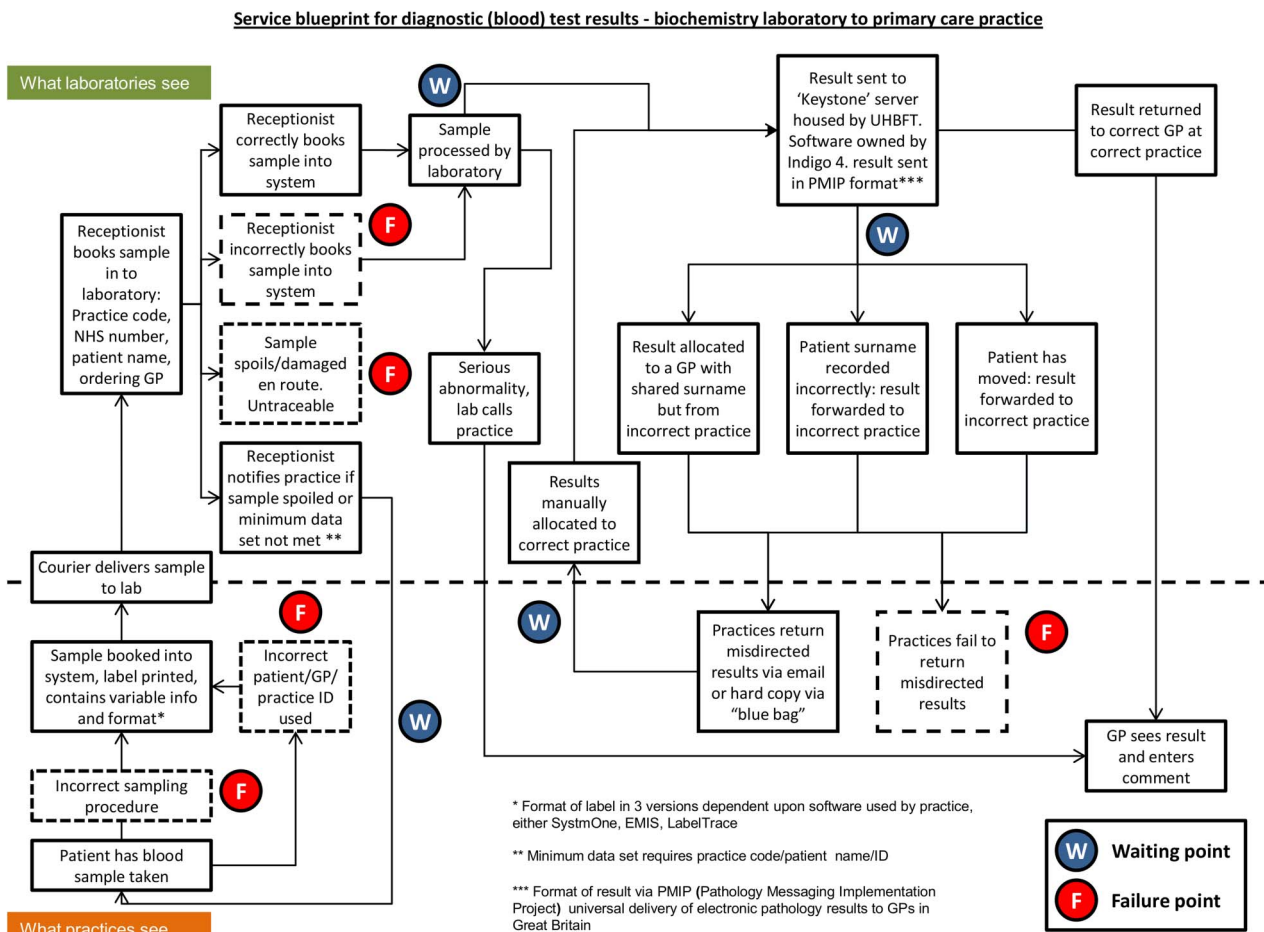 Service blueprint for diagnostic (blood) test results - biochemistry laboratory to primary care practice
What laboratories see
Receptionist
correctly books
sample into
system
W
Sample
processed by
laboratory
Result sent to
‘Keystone’ server
housed by UHBFT.
Software owned by
Indigo 4. result sent
in PMIP format***
Result returned
to correct GP at
correct practice
Receptionist
books sample
in to
laboratory:
Practice code,
NHS number,
patient name,
ordering GP
Receptionist
incorrectly books
sample into
system
F
W
Sample
spoils/damaged
en route.
Untraceable
F
Serious
abnormality,
lab calls
practice
Result allocated
to a GP with
shared surname
but from
incorrect practice
Patient surname
recorded
incorrectly: result
forwarded to
incorrect practice
Patient has
moved: result
forwarded to
incorrect practice
Receptionist
notifies practice if
sample spoiled or
minimum data
set not met **
Results
manually
allocated to
correct practice
Courier delivers sample
to lab
F
W
Sample booked into
system, label printed,
contains variable info
and format*
Incorrect
patient/GP/
practice ID
used
W
Practices return
misdirected
results via email
or hard copy via
“blue bag”
Practices fail to
return
misdirected
results
F
GP sees result
and enters
comment
Incorrect sampling
procedure
F
Patient has blood
sample taken
What practices see
* Format of label in 3 versions dependent upon software used by practice,
either SystmOne, EMIS, LabelTrace
** Minimum data set requires practice code/patient name/ID
*** Format of result via PMIP (Pathology Messaging Implementation
Project) universal delivery of electronic pathology results to GPs in
Great Britain
W Waiting point
F Failure point